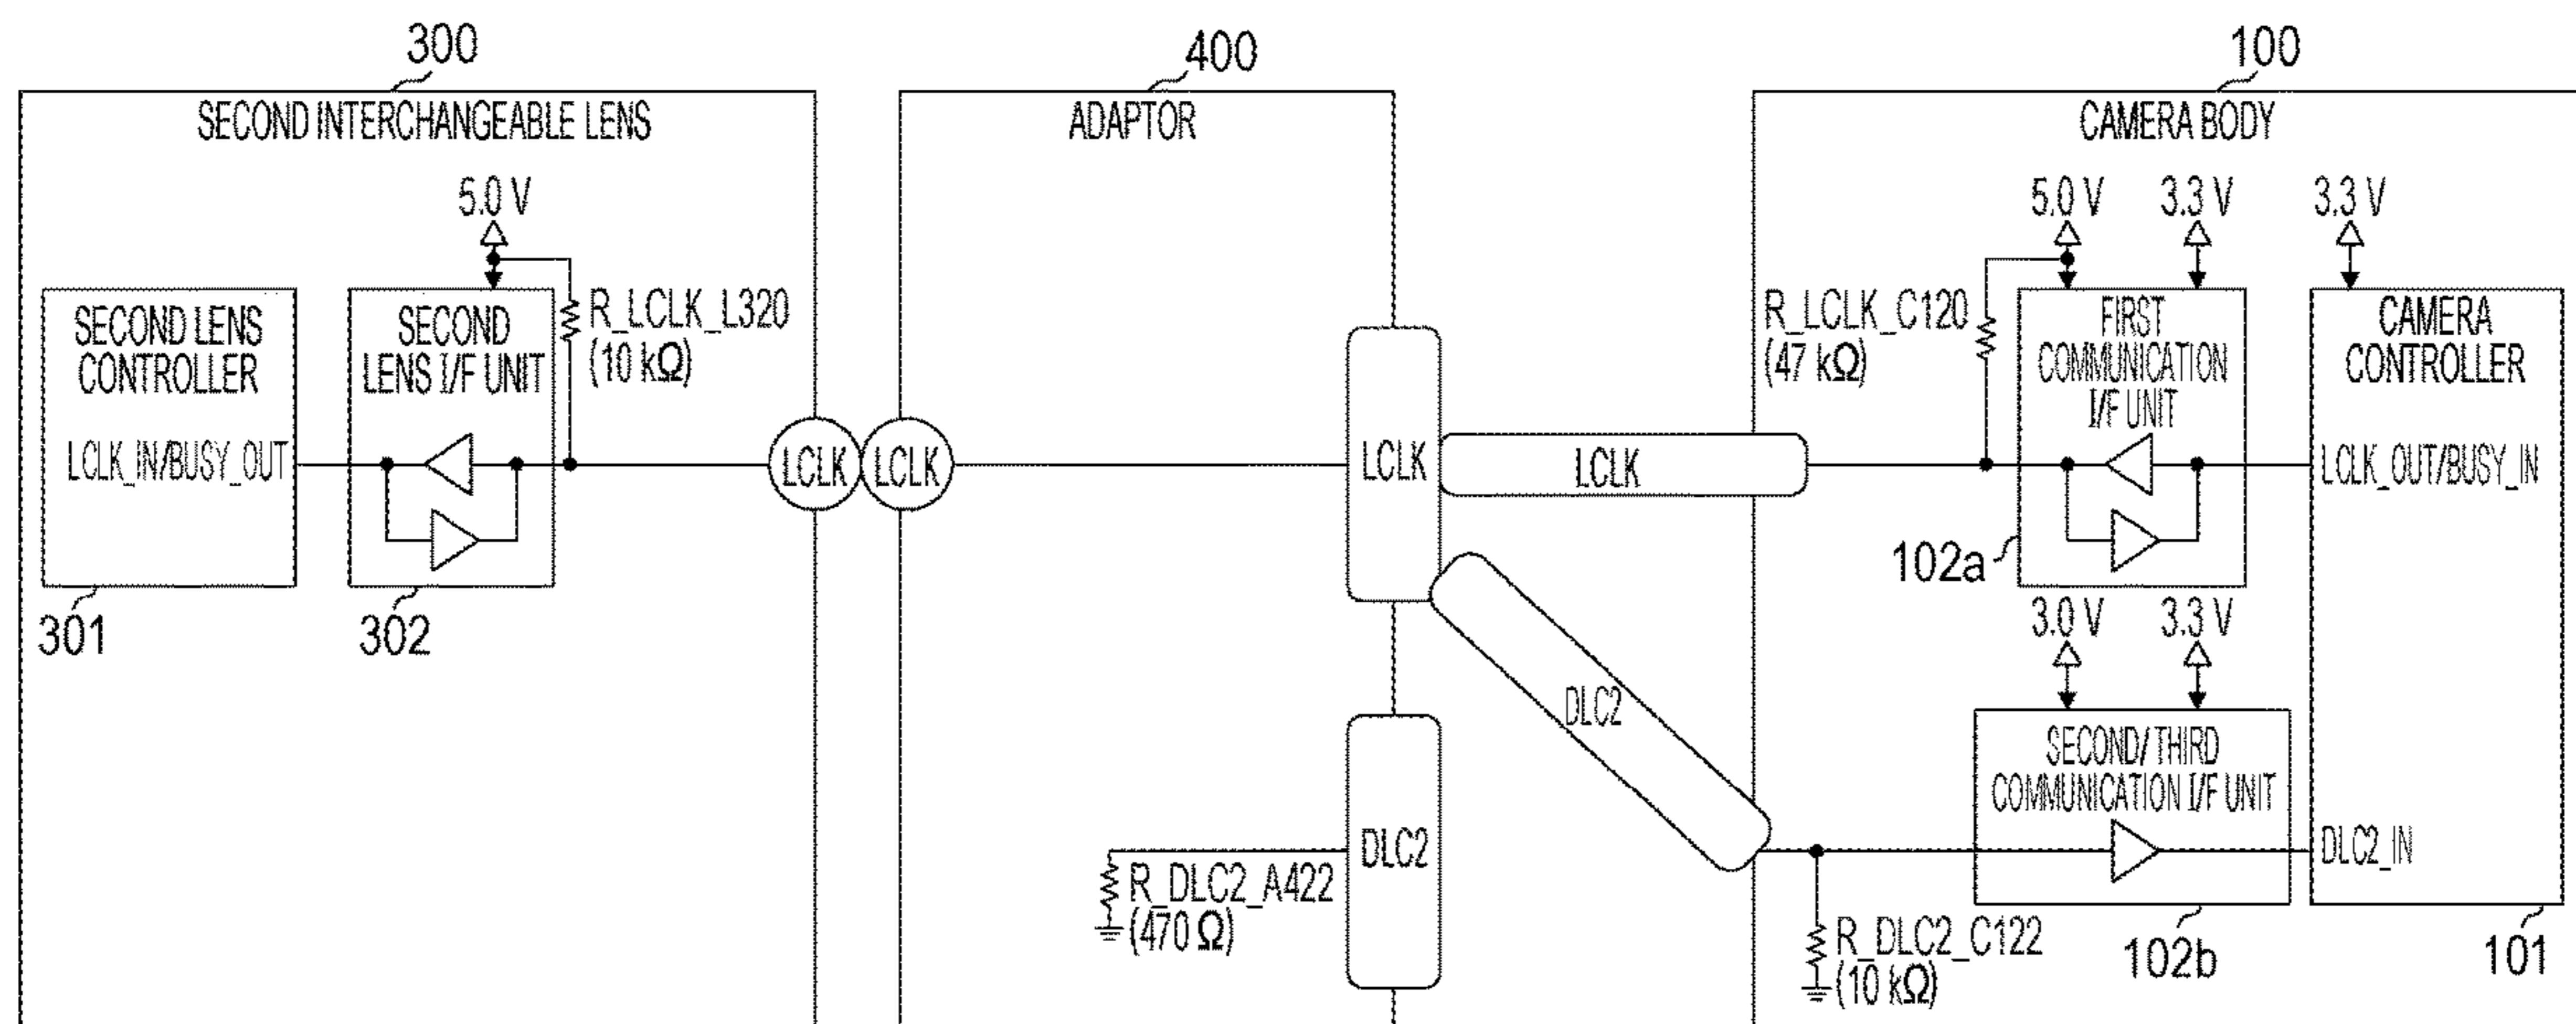 300
400
100
SECOND INTERCHANGEABLE LENS
ADAPTOR
CAMERA BODY
5.0 V
5.0 V
3.3 V
3.3 V
SECOND LENS
CONTROLLER
LCLK_IN/BUSY_OUT
301
SECOND
LENS I/F UNIT
302
R_LCLK_L320
(10 kΩ)
LCLK
LCLK
LCLK
LCLK
DLC2
DLC2
R_DLC2_A422
(470 Ω)
R_LCLK_C120
(47 kΩ)
FIRST
COMMUNICATION
I/F UNIT
102a
CAMERA
CONTROLLER
LCLK_OUT/BUSY_IN
3.0 V
3.3 V
SECOND/THIRD
COMMUNICATION I/F UNIT
DLC2_IN
R_DLC2_C122
(10 kΩ)
102b
101